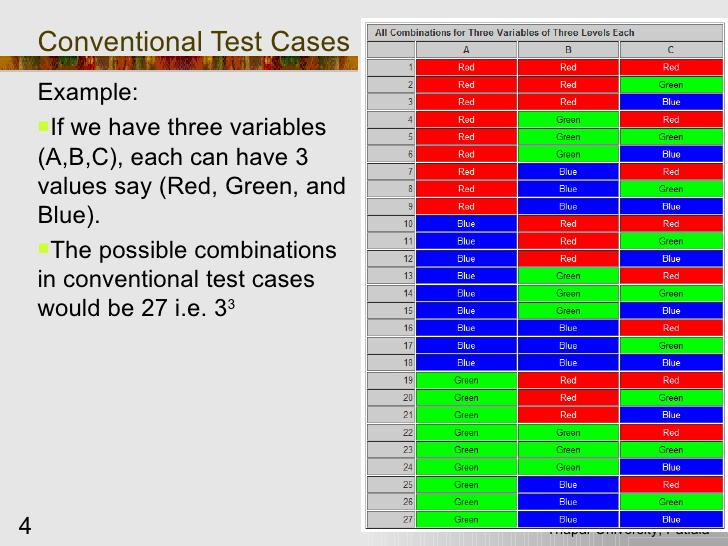 Conventional Test Cases
Example:
If we have three variables
(A,B,C), each can have 3
values say (Red, Green, and
Blue).
The possible combinations
in conventional test cases
would be 27 i.e. 3³
All Combinations for Three Variables of Three Levels Each
A B C
1 Red Red Red
2 Red Red Green
3 Red Red Blue
4 Red Green Red
5 Red Green Green
6 Red Green Blue
7 Red Blue Red
8 Red Blue Green
9 Red Blue Blue
10 Blue Red Red
11 Blue Red Green
12 Blue Red Blue
13 Blue Green Red
14 Blue Green Green
15 Blue Green Blue
16 Blue Blue Red
17 Blue Blue Green
18 Blue Blue Blue
19 Green Red Red
20 Green Red Green
21 Green Red Blue
22 Green Green Red
23 Green Green Green
24 Green Green Blue
25 Green Blue Red
26 Green Blue Green
27 Green Blue Blue
4